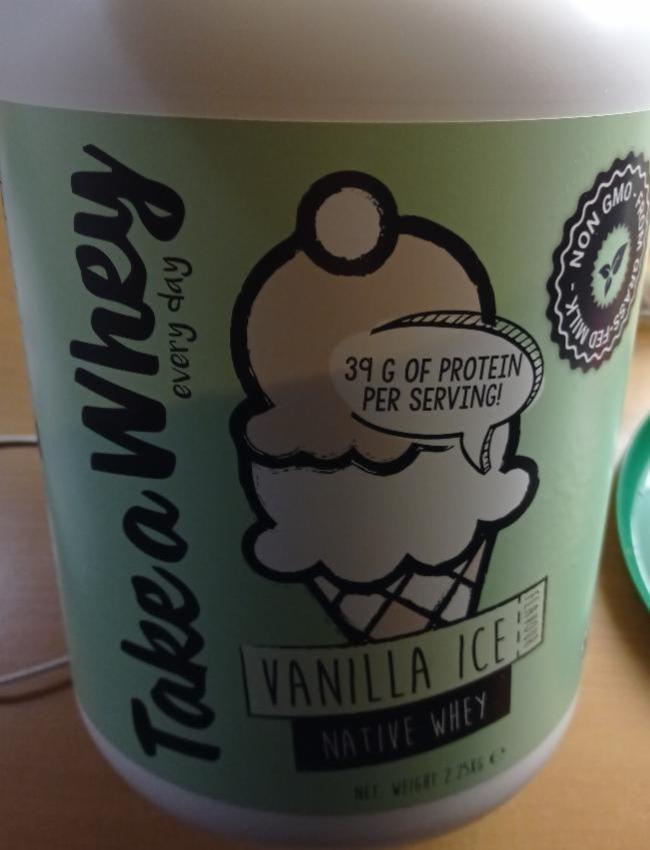 Take a Whey
every day
39 G OF PROTEIN
PER SERVING!
NON GMO · FROM GRASS-FED MILK ·
VANILLA ICE
FLAVOUR
NATIVE WHEY
NET. WEIGHT 2.25KG ℮